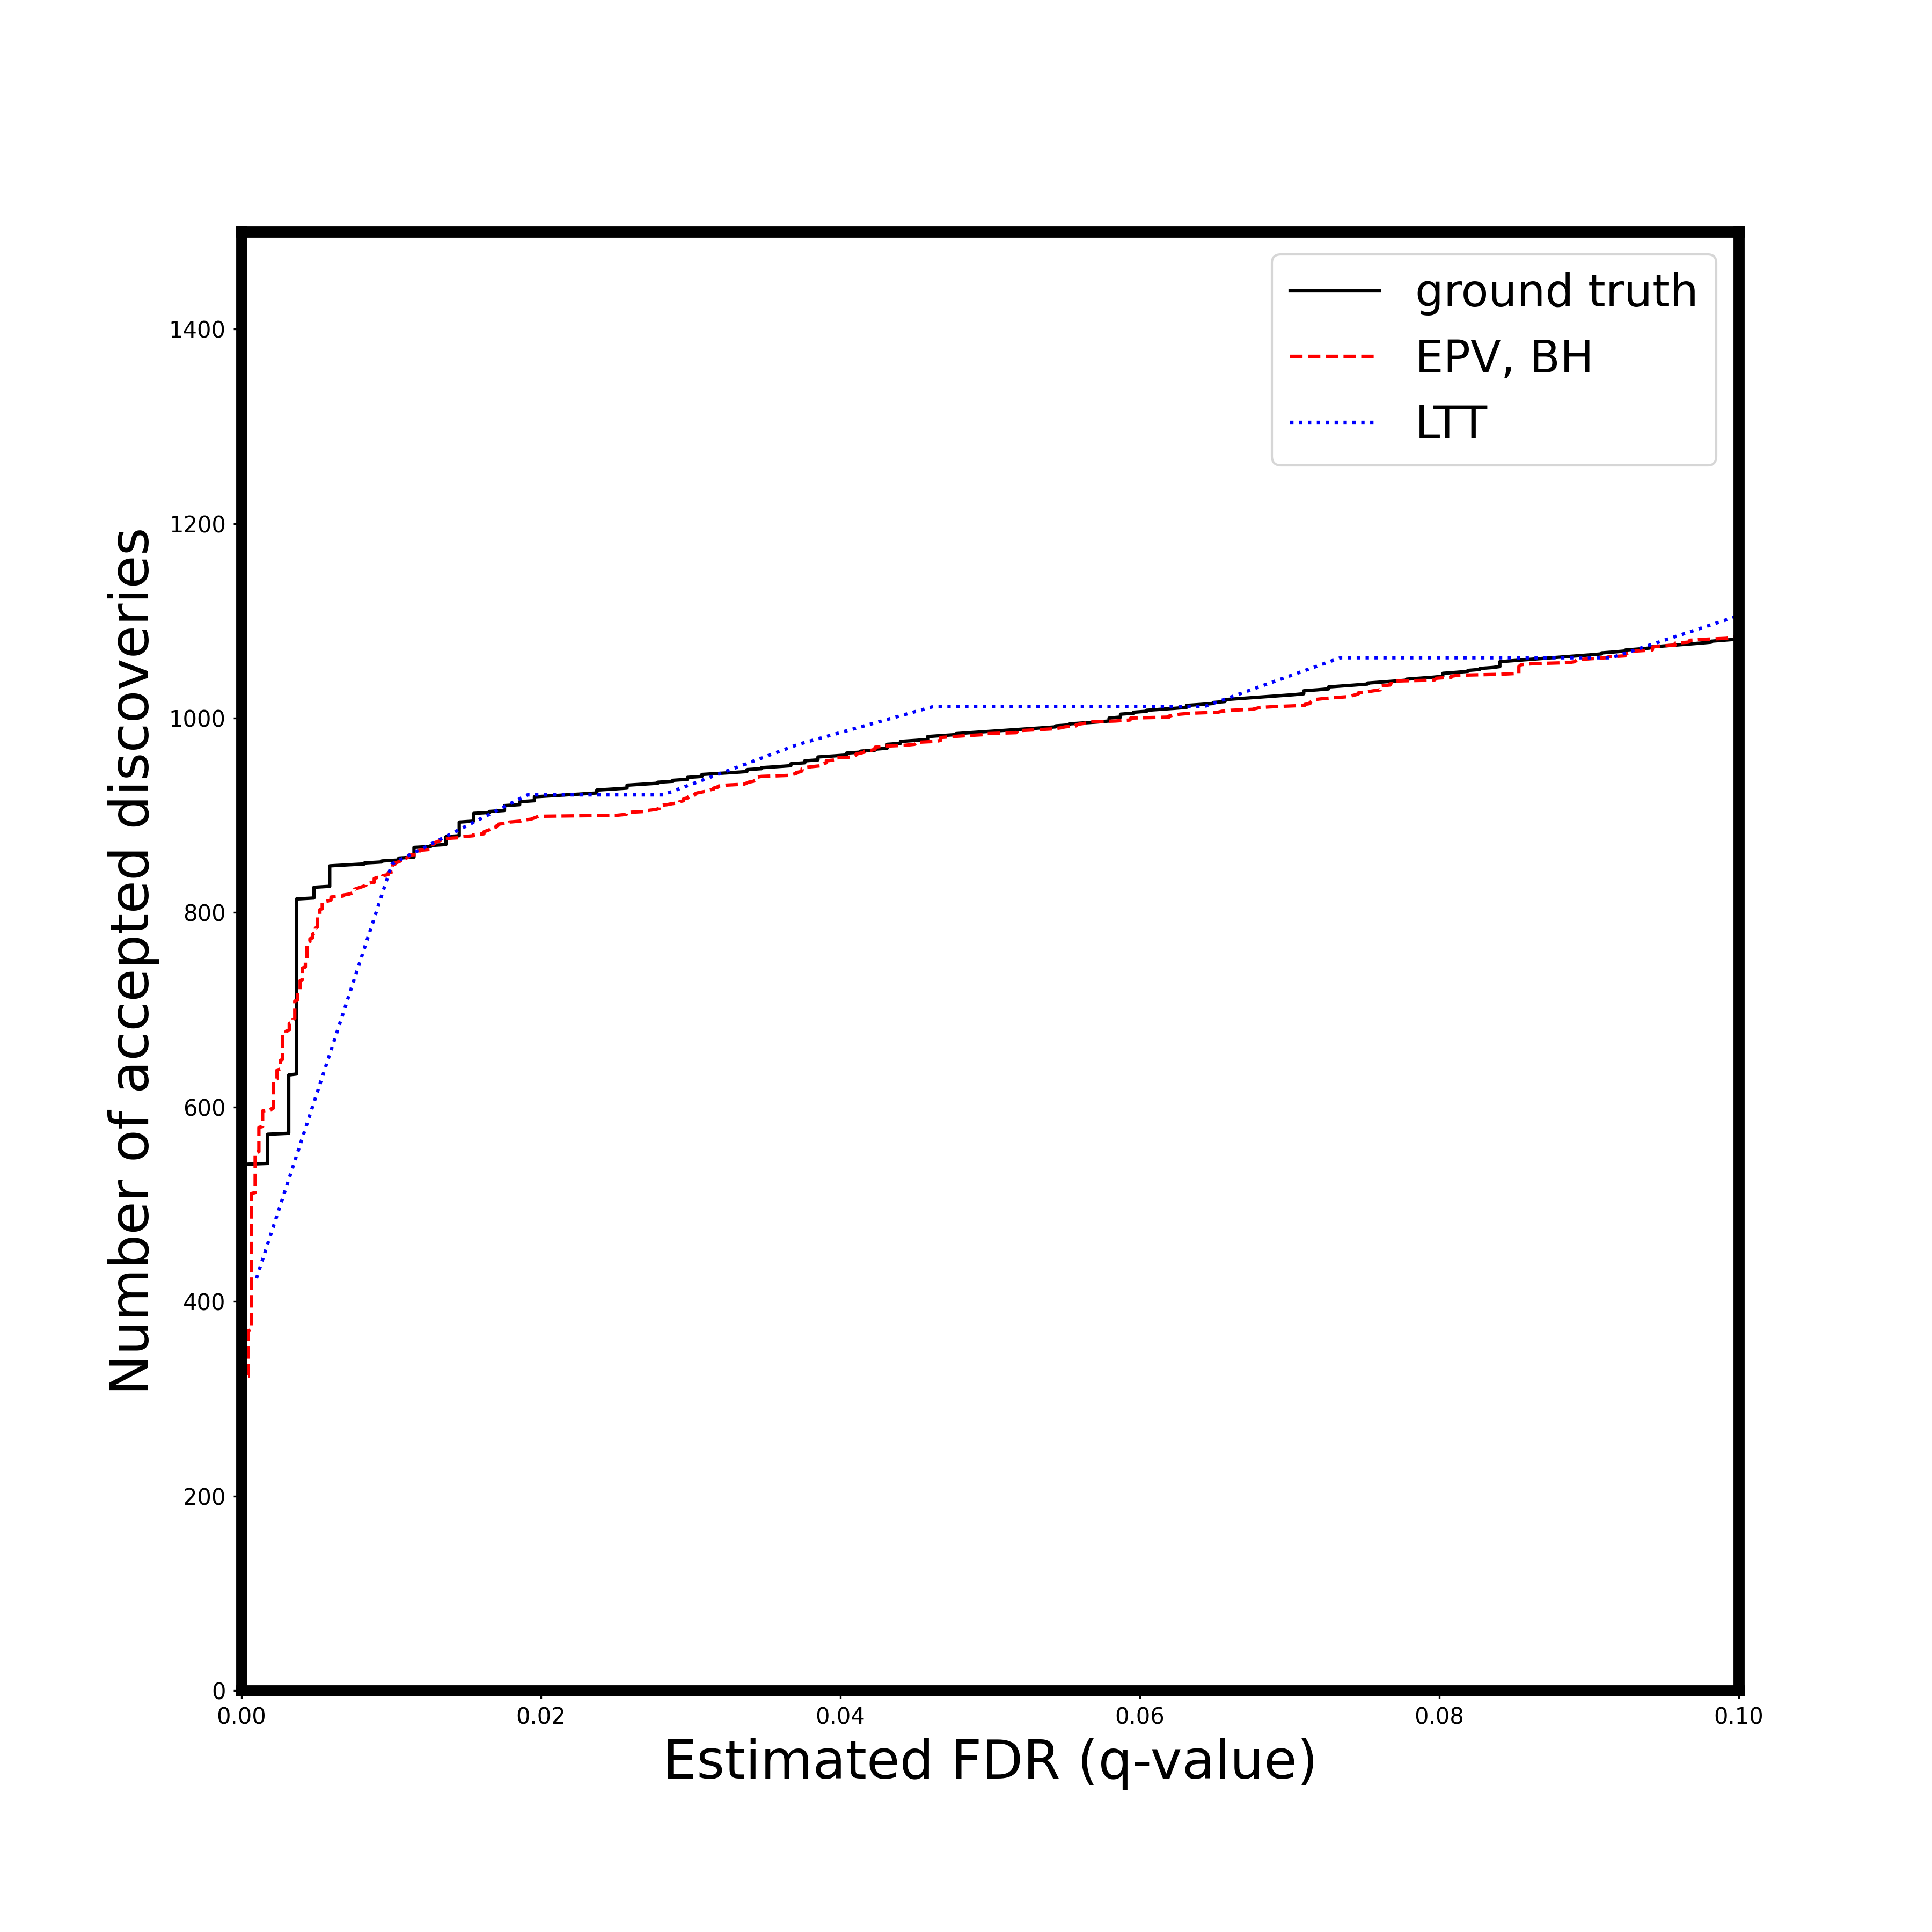 ground truth
EPV, BH
LTT
Number of accepted discoveries
1400
1200
1000
800
600
400
200
0
0.00 0.02 0.04 0.06 0.08 0.10
Estimated FDR (q-value)